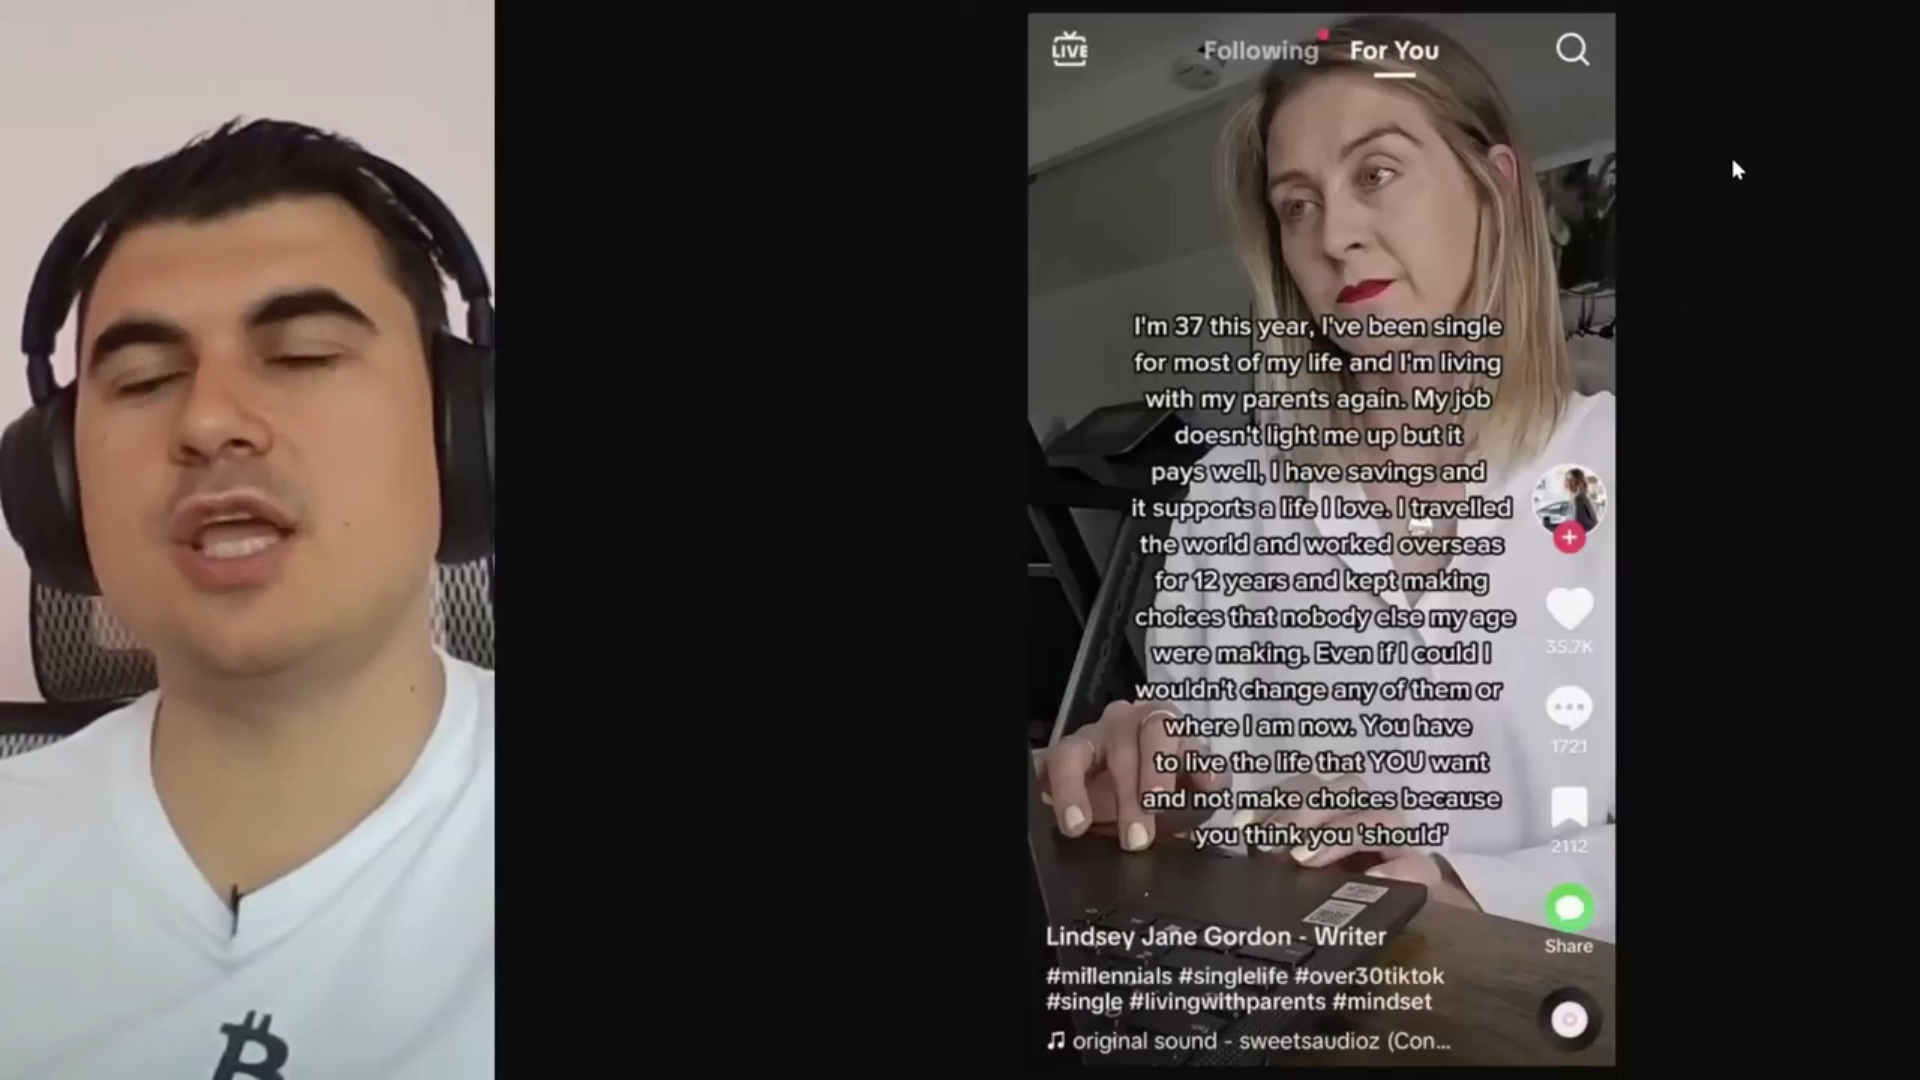 LIVE
Following
For You
I'm 37 this year, I've been single
for most of my life and I'm living
with my parents again. My job
doesn't light me up but it
pays well, I have savings and
it supports a life I love. I travelled
the world and worked overseas
for 12 years and kept making
choices that nobody else my age
were making. Even if I could I
wouldn't change any of them or
where I am now. You have
to live the life that YOU want
and not make choices because
you think you 'should'
35.7K
1721
2112
Share
Lindsey Jane Gordon - Writer
#millennials #singlelife #over30tiktok
#single #livingwithparents #mindset
original sound - sweetsaudioz (Con...